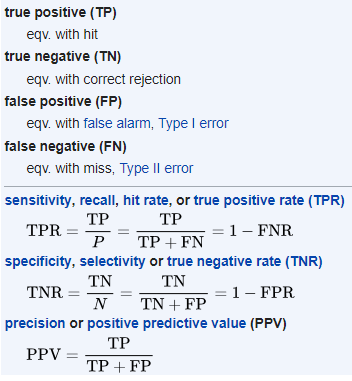 true positive (TP)
eqv. with hit
true negative (TN)
eqv. with correct rejection
false positive (FP)
eqv. with false alarm, Type I error
false negative (FN)
eqv. with miss, Type II error
sensitivity, recall, hit rate, or true positive rate (TPR)
TPR = TP / P = TP / (TP + FN) = 1 − FNR
specificity, selectivity or true negative rate (TNR)
TNR = TN / N = TN / (TN + FP) = 1 − FPR
precision or positive predictive value (PPV)
PPV = TP / (TP + FP)